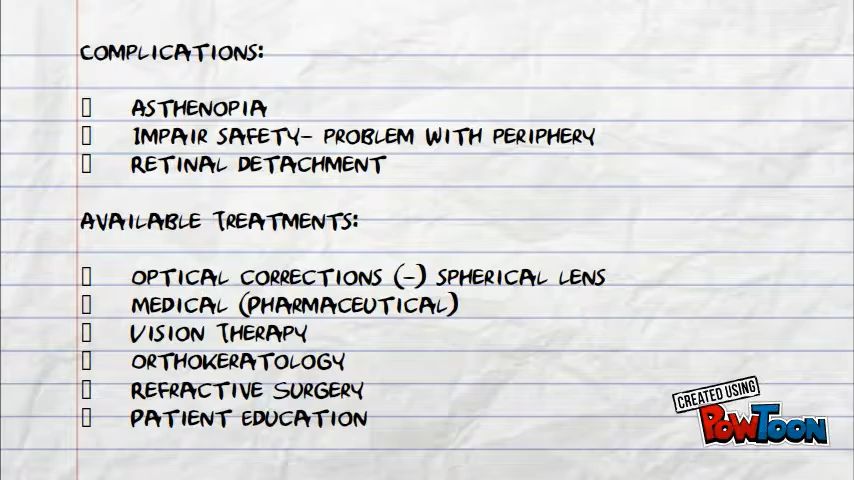 COMPLICATIONS:
ASTHENOPIA
IMPAIR SAFETY- PROBLEM WITH PERIPHERY
RETINAL DETACHMENT
AVAILABLE TREATMENTS:
OPTICAL CORRECTIONS (-) SPHERICAL LENS
MEDICAL (PHARMACEUTICAL)
VISION THERAPY
ORTHOKERATOLOGY
REFRACTIVE SURGERY
PATIENT EDUCATION
CREATED USING
POWTOON